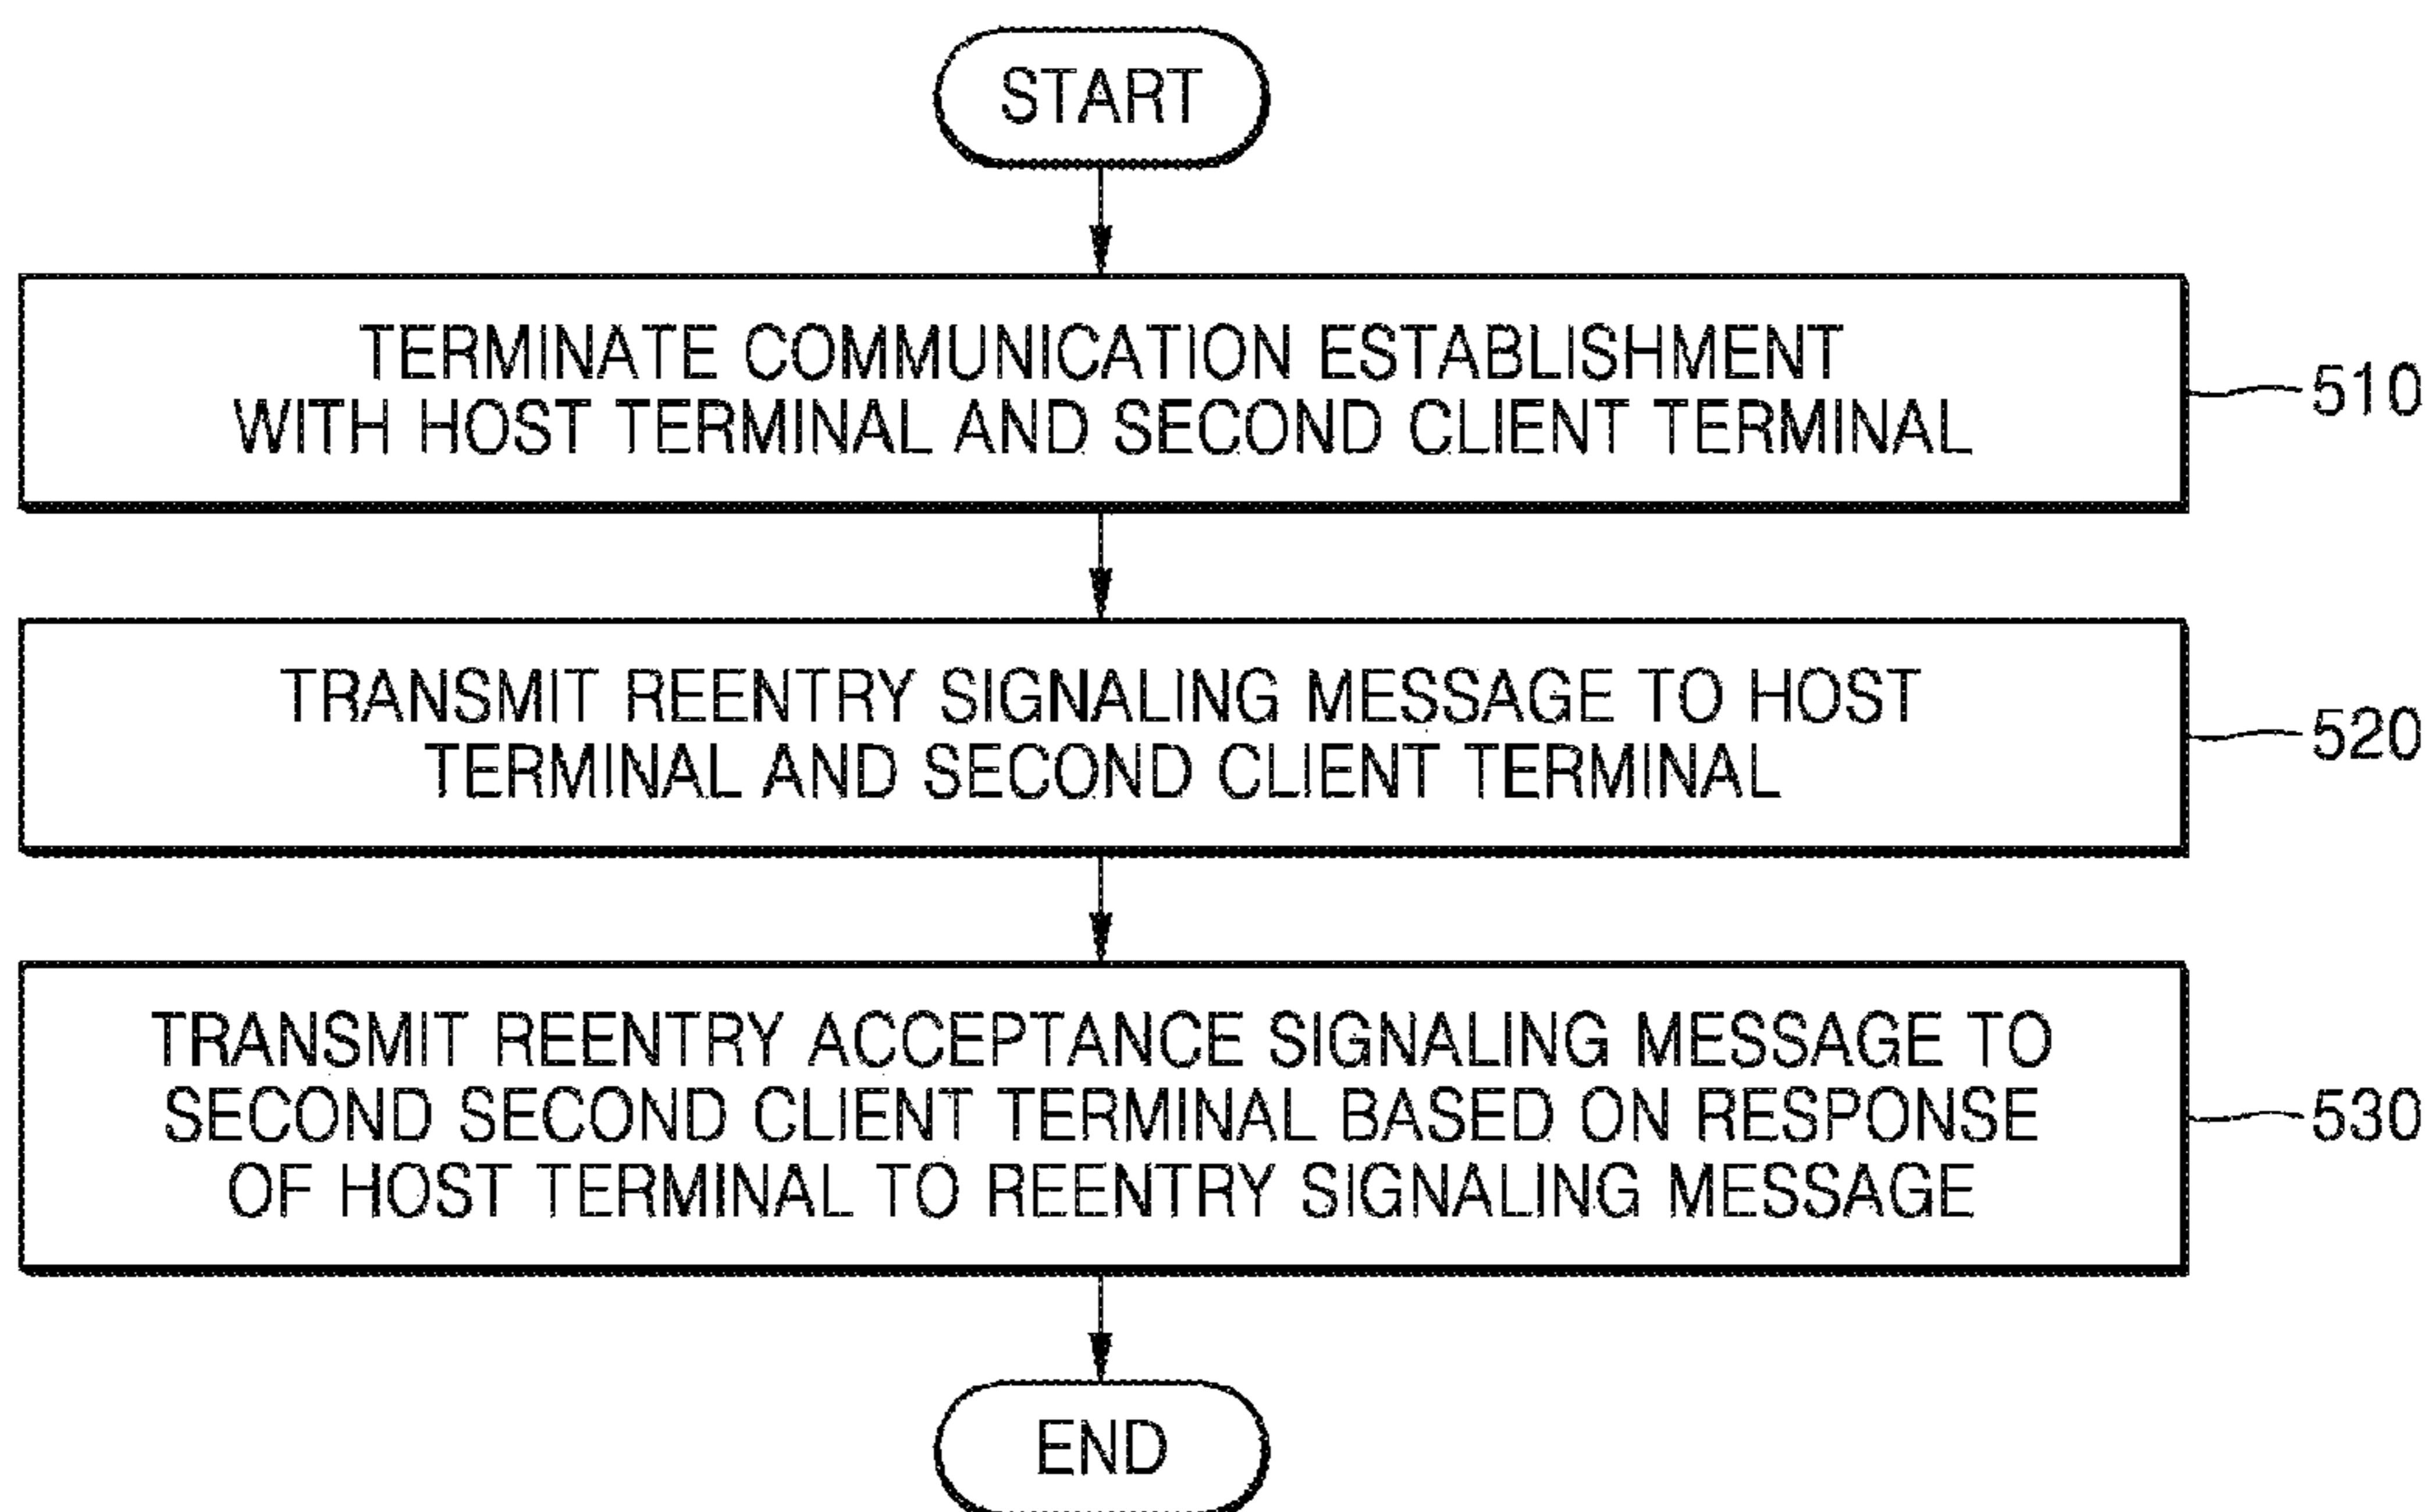 START
TERMINATE COMMUNICATION ESTABLISHMENT
WITH HOST TERMINAL AND SECOND CLIENT TERMINAL
510
TRANSMIT REENTRY SIGNALING MESSAGE TO HOST
TERMINAL AND SECOND CLIENT TERMINAL
520
TRANSMIT REENTRY ACCEPTANCE SIGNALING MESSAGE TO
SECOND SECOND CLIENT TERMINAL BASED ON RESPONSE
OF HOST TERMINAL TO REENTRY SIGNALING MESSAGE
530
END